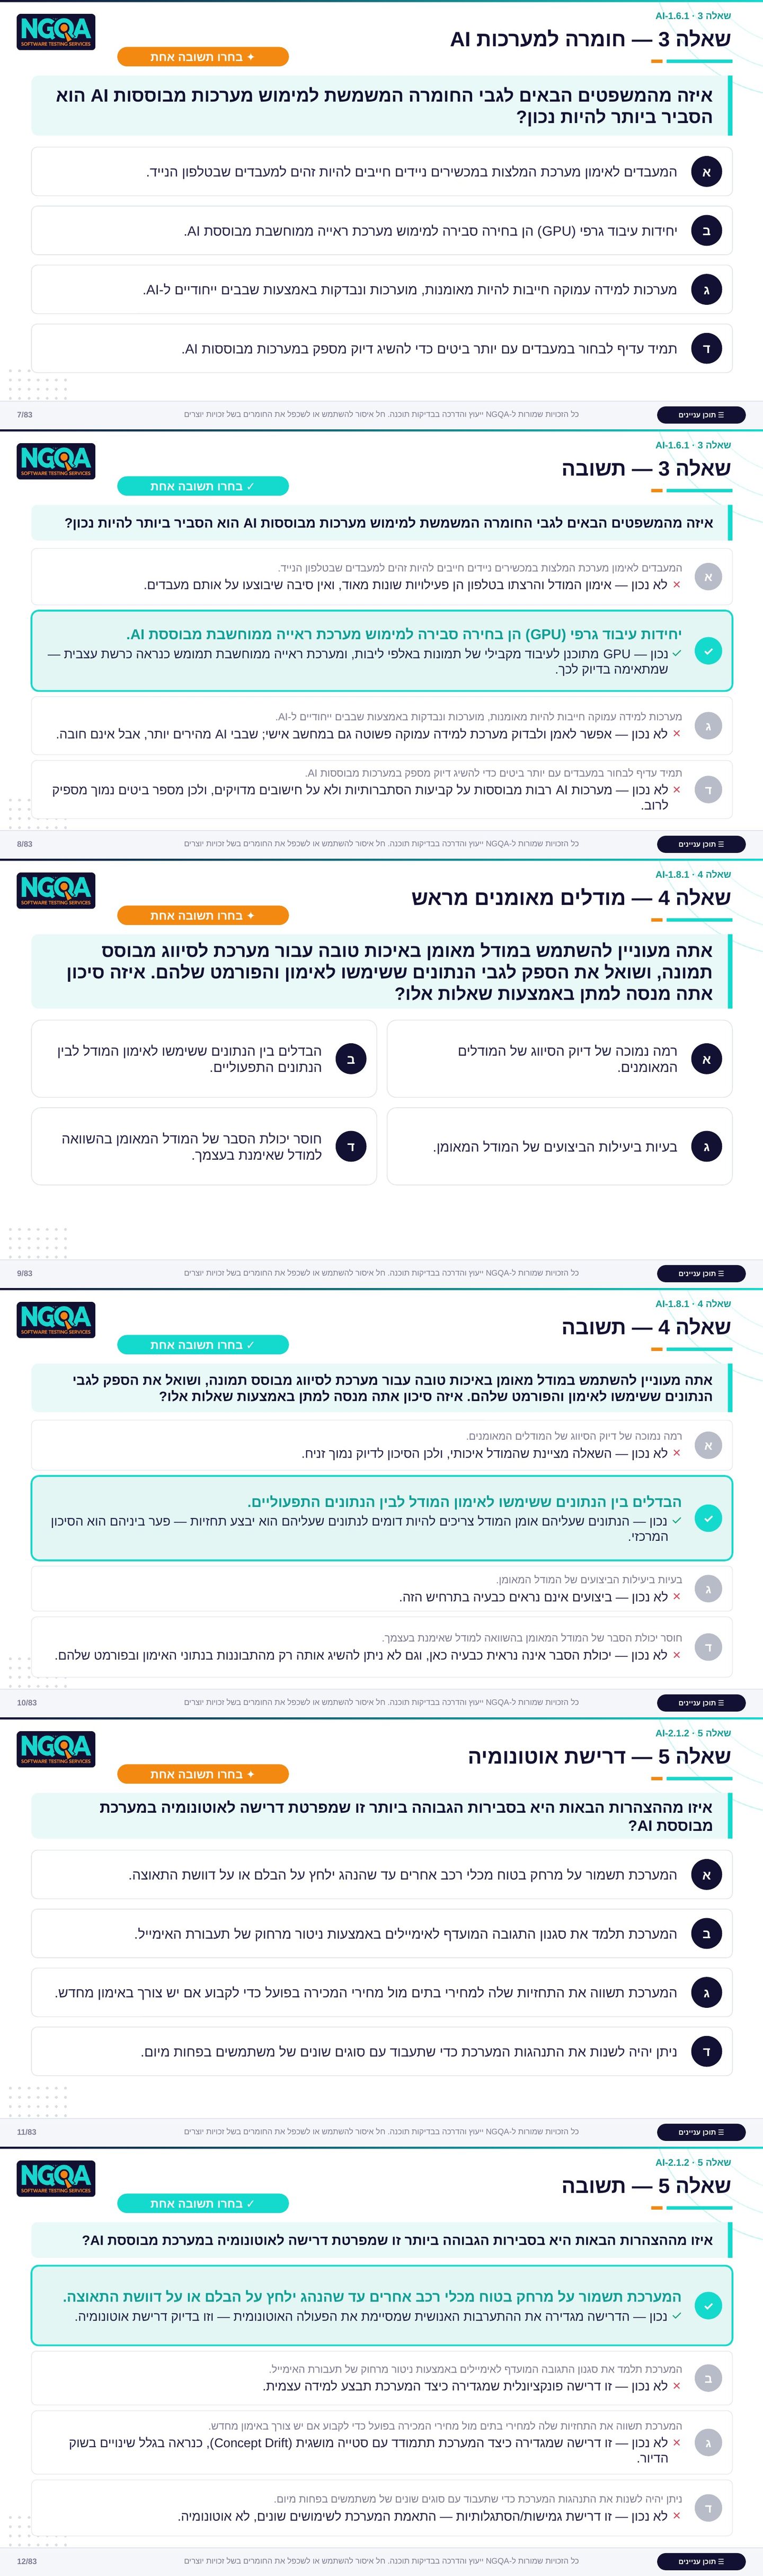 שאלה 3 · AI-1.6.1
שאלה 3 — חומרה למערכות AI
NGQA
SOFTWARE TESTING SERVICES
✦ בחרו תשובה אחת
איזה מהמשפטים הבאים לגבי החומרה המשמשת למימוש מערכות מבוססות AI הוא
הסביר ביותר להיות נכון?
א
המעבדים לאימון מערכת המלצות במכשירים ניידים חייבים להיות זהים למעבדים שבטלפון הנייד.
ב
יחידות עיבוד גרפי (GPU) הן בחירה סבירה למימוש מערכת ראייה ממוחשבת מבוססת AI.
ג
מערכות למידה עמוקה חייבות להיות מאומנות, מוערכות ונבדקות באמצעות שבבים ייחודיים ל-AI.
ד
תמיד עדיף לבחור במעבדים עם יותר ביטים כדי להשיג דיוק מספק במערכות מבוססות AI.
☰ תוכן עניינים
כל הזכויות שמורות ל-NGQA ייעוץ והדרכה בבדיקות תוכנה. חל איסור להשתמש או לשכפל את החומרים בשל זכויות יוצרים
7/83
שאלה 3 · AI-1.6.1
שאלה 3 — תשובה
NGQA
SOFTWARE TESTING SERVICES
✓ בחרו תשובה אחת
איזה מהמשפטים הבאים לגבי החומרה המשמשת למימוש מערכות מבוססות AI הוא הסביר ביותר להיות נכון?
א
המעבדים לאימון מערכת המלצות במכשירים ניידים חייבים להיות זהים למעבדים שבטלפון הנייד.
✕ לא נכון — אימון המודל והרצתו בטלפון הן פעילויות שונות מאוד, ואין סיבה שיבוצעו על אותם מעבדים.
✓
יחידות עיבוד גרפי (GPU) הן בחירה סבירה למימוש מערכת ראייה ממוחשבת מבוססת AI.
✓ נכון — GPU מתוכנן לעיבוד מקבילי של תמונות באלפי ליבות, ומערכת ראייה ממוחשבת תמומש כנראה כרשת עצבית —
שמתאימה בדיוק לכך.
ג
מערכות למידה עמוקה חייבות להיות מאומנות, מוערכות ונבדקות באמצעות שבבים ייחודיים ל-AI.
✕ לא נכון — אפשר לאמן ולבדוק מערכת למידה עמוקה פשוטה גם במחשב אישי; שבבי AI מהירים יותר, אבל אינם חובה.
ד
תמיד עדיף לבחור במעבדים עם יותר ביטים כדי להשיג דיוק מספק במערכות מבוססות AI.
✕ לא נכון — מערכות AI רבות מבוססות על קביעות הסתברותיות ולא על חישובים מדויקים, ולכן מספר ביטים נמוך מספיק
לרוב.
☰ תוכן עניינים
כל הזכויות שמורות ל-NGQA ייעוץ והדרכה בבדיקות תוכנה. חל איסור להשתמש או לשכפל את החומרים בשל זכויות יוצרים
8/83
שאלה 4 · AI-1.8.1
שאלה 4 — מודלים מאומנים מראש
NGQA
SOFTWARE TESTING SERVICES
✦ בחרו תשובה אחת
אתה מעוניין להשתמש במודל מאומן באיכות טובה עבור מערכת לסיווג מבוסס
תמונה, ושואל את הספק לגבי הנתונים ששימשו לאימון והפורמט שלהם. איזה סיכון
אתה מנסה למתן באמצעות שאלות אלו?
א
רמה נמוכה של דיוק הסיווג של המודלים
המאומנים.
ב
הבדלים בין הנתונים ששימשו לאימון המודל לבין
הנתונים התפעוליים.
ג
בעיות ביעילות הביצועים של המודל המאומן.
ד
חוסר יכולת הסבר של המודל המאומן בהשוואה
למודל שאימנת בעצמך.
☰ תוכן עניינים
כל הזכויות שמורות ל-NGQA ייעוץ והדרכה בבדיקות תוכנה. חל איסור להשתמש או לשכפל את החומרים בשל זכויות יוצרים
9/83
שאלה 4 · AI-1.8.1
שאלה 4 — תשובה
NGQA
SOFTWARE TESTING SERVICES
✓ בחרו תשובה אחת
אתה מעוניין להשתמש במודל מאומן באיכות טובה עבור מערכת לסיווג מבוסס תמונה, ושואל את הספק לגבי
הנתונים ששימשו לאימון והפורמט שלהם. איזה סיכון אתה מנסה למתן באמצעות שאלות אלו?
א
רמה נמוכה של דיוק הסיווג של המודלים המאומנים.
✕ לא נכון — השאלה מציינת שהמודל איכותי, ולכן הסיכון לדיוק נמוך זניח.
✓
הבדלים בין הנתונים ששימשו לאימון המודל לבין הנתונים התפעוליים.
✓ נכון — הנתונים שעליהם אומן המודל צריכים להיות דומים לנתונים שעליהם הוא יבצע תחזיות — פער ביניהם הוא הסיכון
המרכזי.
ג
בעיות ביעילות הביצועים של המודל המאומן.
✕ לא נכון — ביצועים אינם נראים כבעיה בתרחיש הזה.
ד
חוסר יכולת הסבר של המודל המאומן בהשוואה למודל שאימנת בעצמך.
✕ לא נכון — יכולת הסבר אינה נראית כבעיה כאן, וגם לא ניתן להשיג אותה רק מהתבוננות בנתוני האימון ובפורמט שלהם.
☰ תוכן עניינים
כל הזכויות שמורות ל-NGQA ייעוץ והדרכה בבדיקות תוכנה. חל איסור להשתמש או לשכפל את החומרים בשל זכויות יוצרים
10/83
שאלה 5 · AI-2.1.2
שאלה 5 — דרישת אוטונומיה
NGQA
SOFTWARE TESTING SERVICES
✦ בחרו תשובה אחת
איזו מההצהרות הבאות היא בסבירות הגבוהה ביותר זו שמפרטת דרישה לאוטונומיה במערכת
מבוססת AI?
א
המערכת תשמור על מרחק בטוח מכלי רכב אחרים עד שהנהג ילחץ על הבלם או על דוושת התאוצה.
ב
המערכת תלמד את סגנון התגובה המועדף לאימיילים באמצעות ניטור מרחוק של תעבורת האימייל.
ג
המערכת תשווה את התחזיות שלה למחירי בתים מול מחירי המכירה בפועל כדי לקבוע אם יש צורך באימון מחדש.
ד
ניתן יהיה לשנות את התנהגות המערכת כדי שתעבוד עם סוגים שונים של משתמשים בפחות מיום.
☰ תוכן עניינים
כל הזכויות שמורות ל-NGQA ייעוץ והדרכה בבדיקות תוכנה. חל איסור להשתמש או לשכפל את החומרים בשל זכויות יוצרים
11/83
שאלה 5 · AI-2.1.2
שאלה 5 — תשובה
NGQA
SOFTWARE TESTING SERVICES
✓ בחרו תשובה אחת
איזו מההצהרות הבאות היא בסבירות הגבוהה ביותר זו שמפרטת דרישה לאוטונומיה במערכת מבוססת AI?
✓
המערכת תשמור על מרחק בטוח מכלי רכב אחרים עד שהנהג ילחץ על הבלם או על דוושת התאוצה.
✓ נכון — הדרישה מגדירה את ההתערבות האנושית שמסיימת את הפעולה האוטונומית — וזו בדיוק דרישת אוטונומיה.
ב
המערכת תלמד את סגנון התגובה המועדף לאימיילים באמצעות ניטור מרחוק של תעבורת האימייל.
✕ לא נכון — זו דרישה פונקציונלית שמגדירה כיצד המערכת תבצע למידה עצמית.
ג
המערכת תשווה את התחזיות שלה למחירי בתים מול מחירי המכירה בפועל כדי לקבוע אם יש צורך באימון מחדש.
✕ לא נכון — זו דרישה שמגדירה כיצד המערכת תתמודד עם סטייה מושגית (Concept Drift), כנראה בגלל שינויים בשוק
הדיור.
ד
ניתן יהיה לשנות את התנהגות המערכת כדי שתעבוד עם סוגים שונים של משתמשים בפחות מיום.
✕ לא נכון — זו דרישת גמישות/הסתגלותיות — התאמת המערכת לשימושים שונים, לא אוטונומיה.
☰ תוכן עניינים
כל הזכויות שמורות ל-NGQA ייעוץ והדרכה בבדיקות תוכנה. חל איסור להשתמש או לשכפל את החומרים בשל זכויות יוצרים
12/83